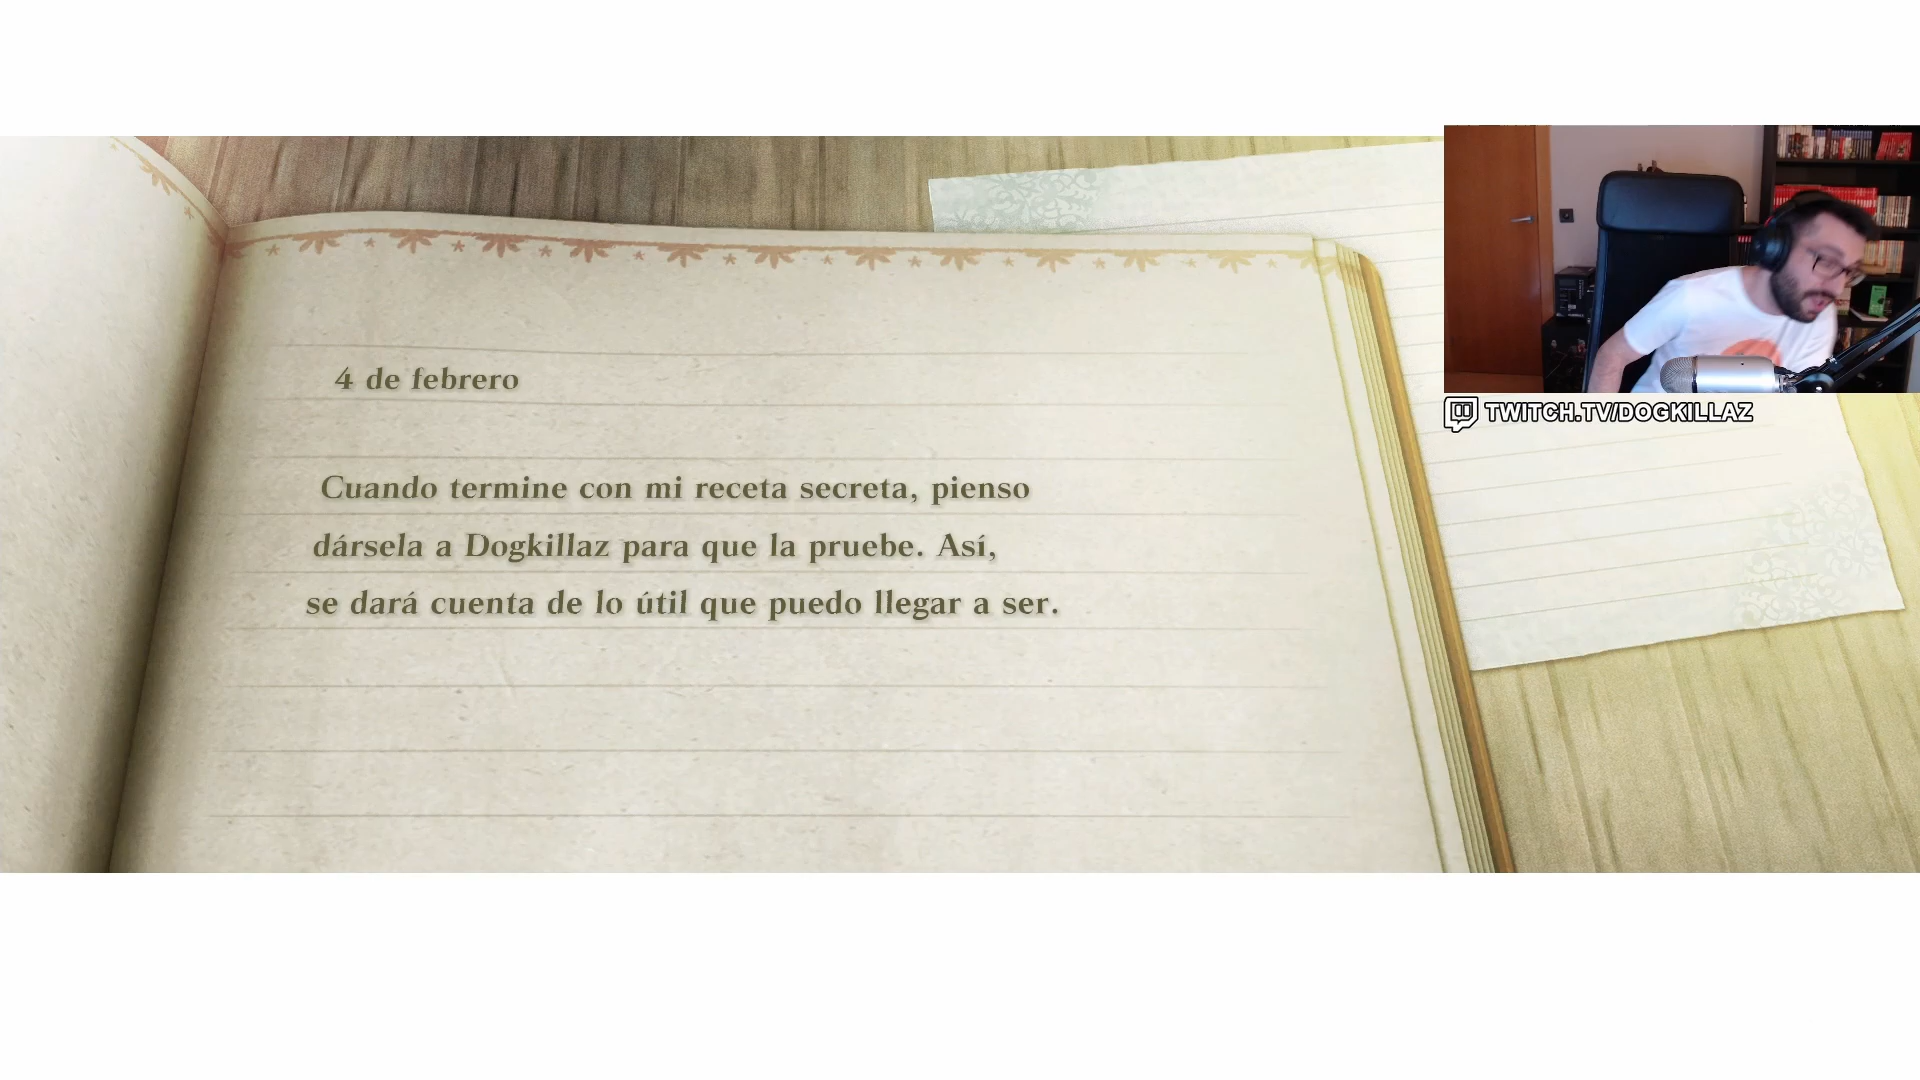 4 de febrero
Cuando termine con mi receta secreta, pienso
dársela a Dogkillaz para que la pruebe. Así,
se dará cuenta de lo útil que puedo llegar a ser.
TWITCH.TV/DOGKILLAZ